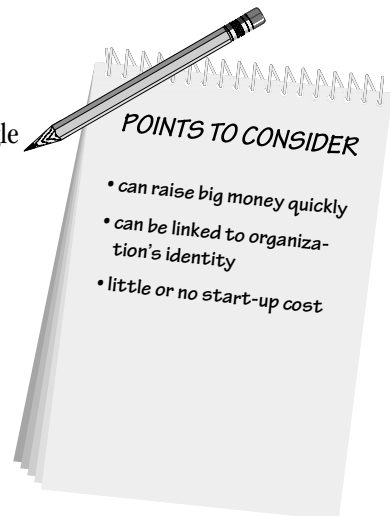 POINTS TO CONSIDER
• can raise big money quickly
• can be linked to organiza-
tion's identity
• little or no start-up cost